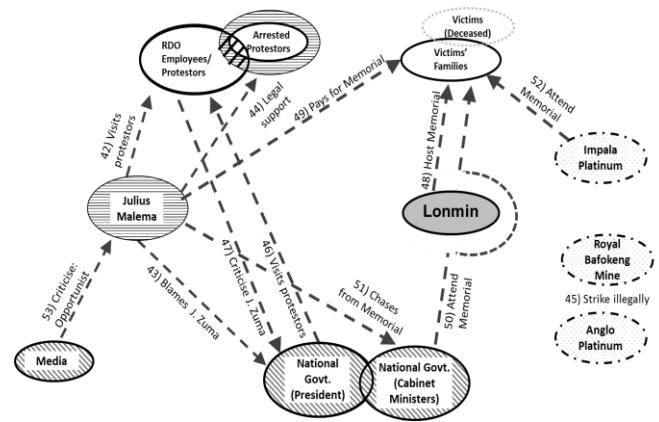 Victims
(Deceased)
Arrested
Protestors
RDO
Employees/
Protestors
Victims'
Families
42) Visits
protestors
44) Legal
support
49) Pays for Memorial
48) Host Memorial
52) Attend
Memorial
Impala
Platinum
Julius
Malema
Lonmin
Royal
Bafokeng
Mine
45) Strike illegally
Anglo
Platinum
53) Criticise:
Opportunist
43) Blames J. Zuma
47) Criticise J. Zuma
46) Visits protestors
51) Chases
from Memorial
50) Attend
Memorial
Media
National
Govt.
(President)
National Govt.
(Cabinet
Ministers)